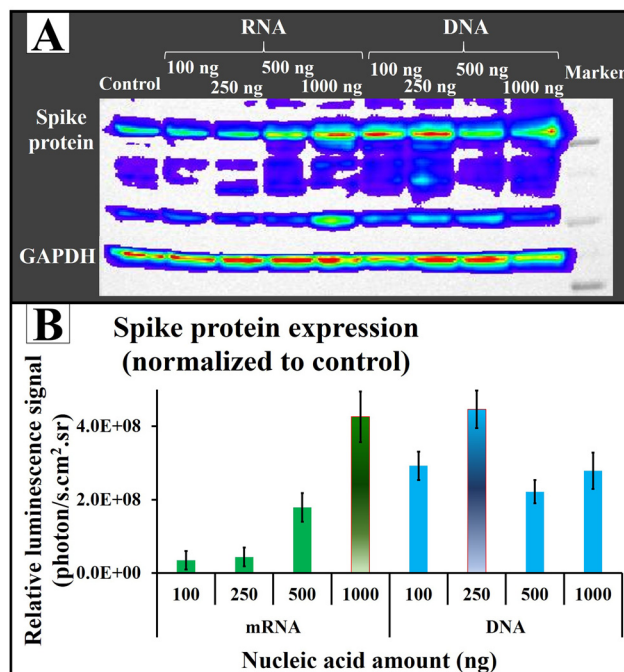 A
RNA
DNA
Control
100 ng
250 ng
500 ng
1000 ng
100 ng
250 ng
500 ng
1000 ng
Marker
Spike
protein
GAPDH
B
Spike protein expression
(normalized to control)
Relative luminescence signal
(photon/s.cm².sr)
4.0E+08
2.0E+08
0.0E+00
100 250 500 1000 100 250 500 1000
mRNA DNA
Nucleic acid amount (ng)